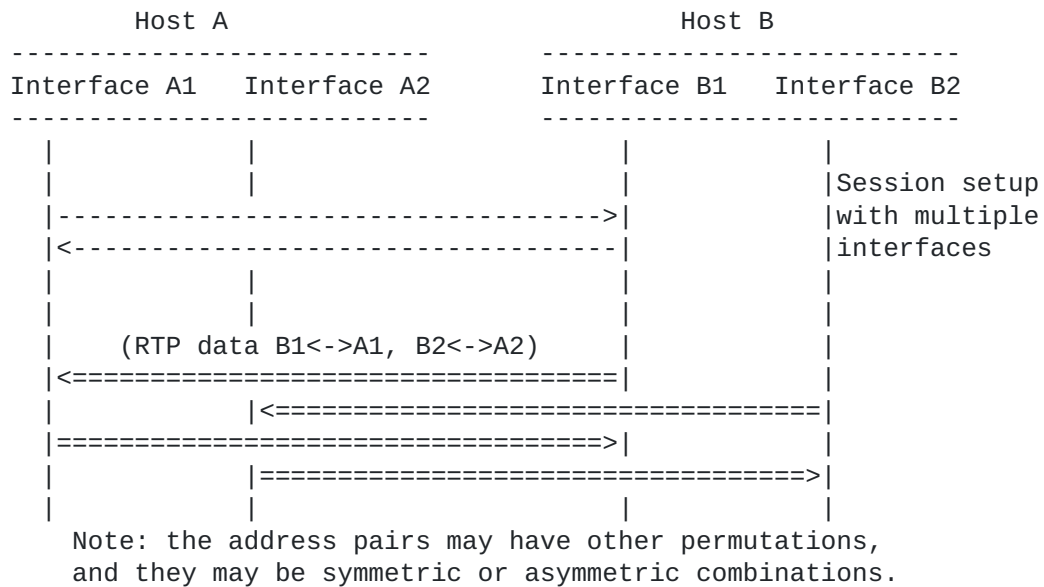 Host A Host B
Interface A1 Interface A2 Interface B1 Interface B2
Session setup
with multiple
interfaces
(RTP data B1<->A1, B2<->A2)
Note: the address pairs may have other permutations,
and they may be symmetric or asymmetric combinations.